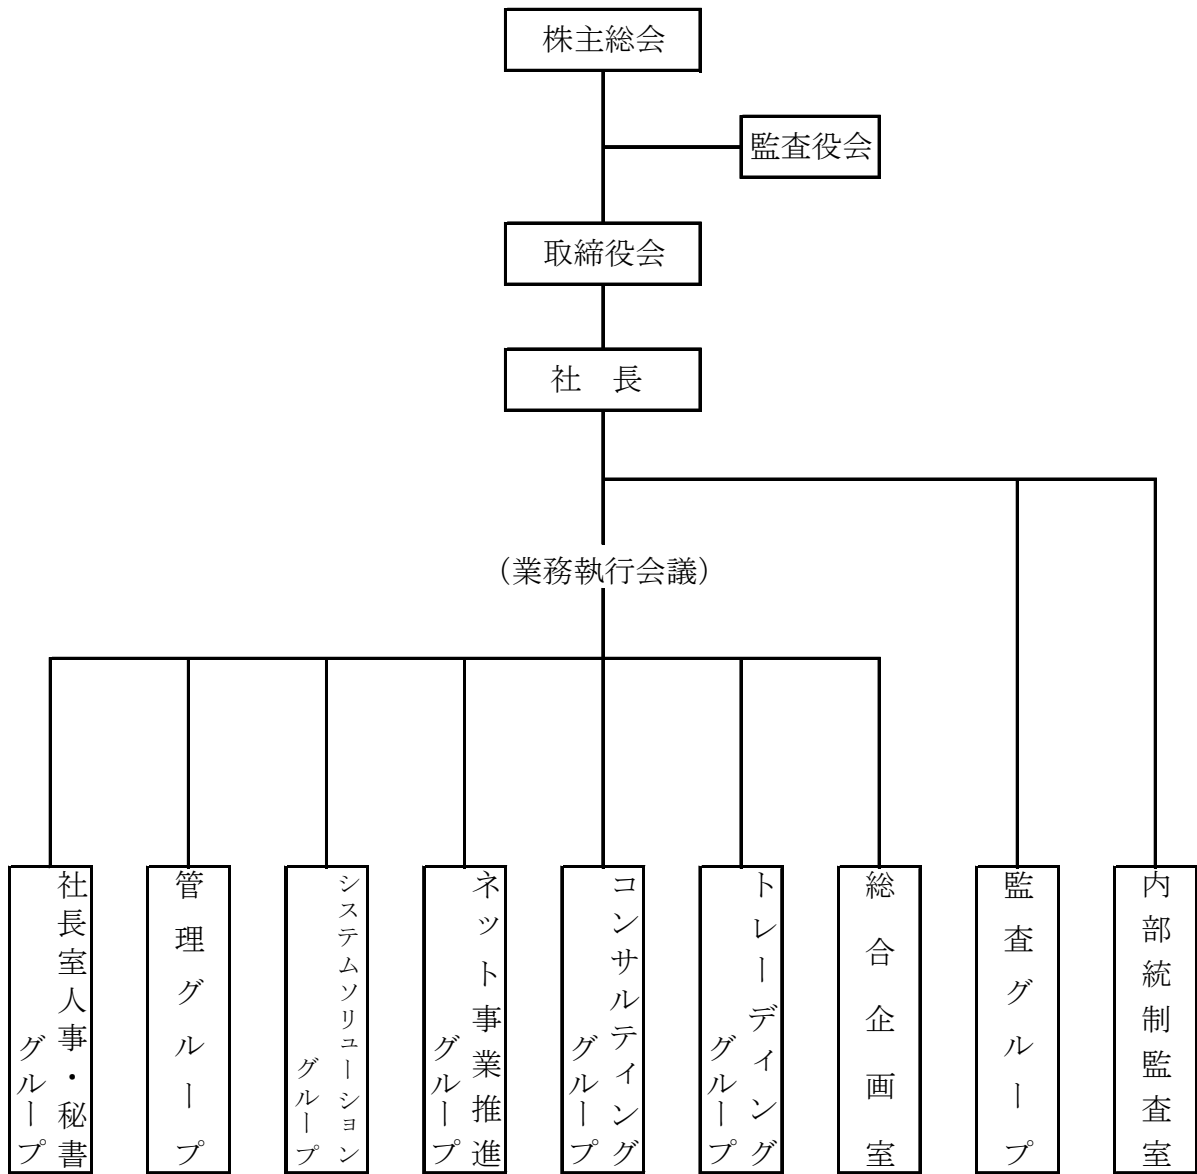 株主総会
監査役会
取締役会
社　長
(業務執行会議)
社長室人事・秘書
グループ
管理グループ
システムソリューション
グループ
ネット事業推進
グループ
コンサルティング
グループ
トレーディング
グループ
総合企画室
監査グループ
内部統制監査室